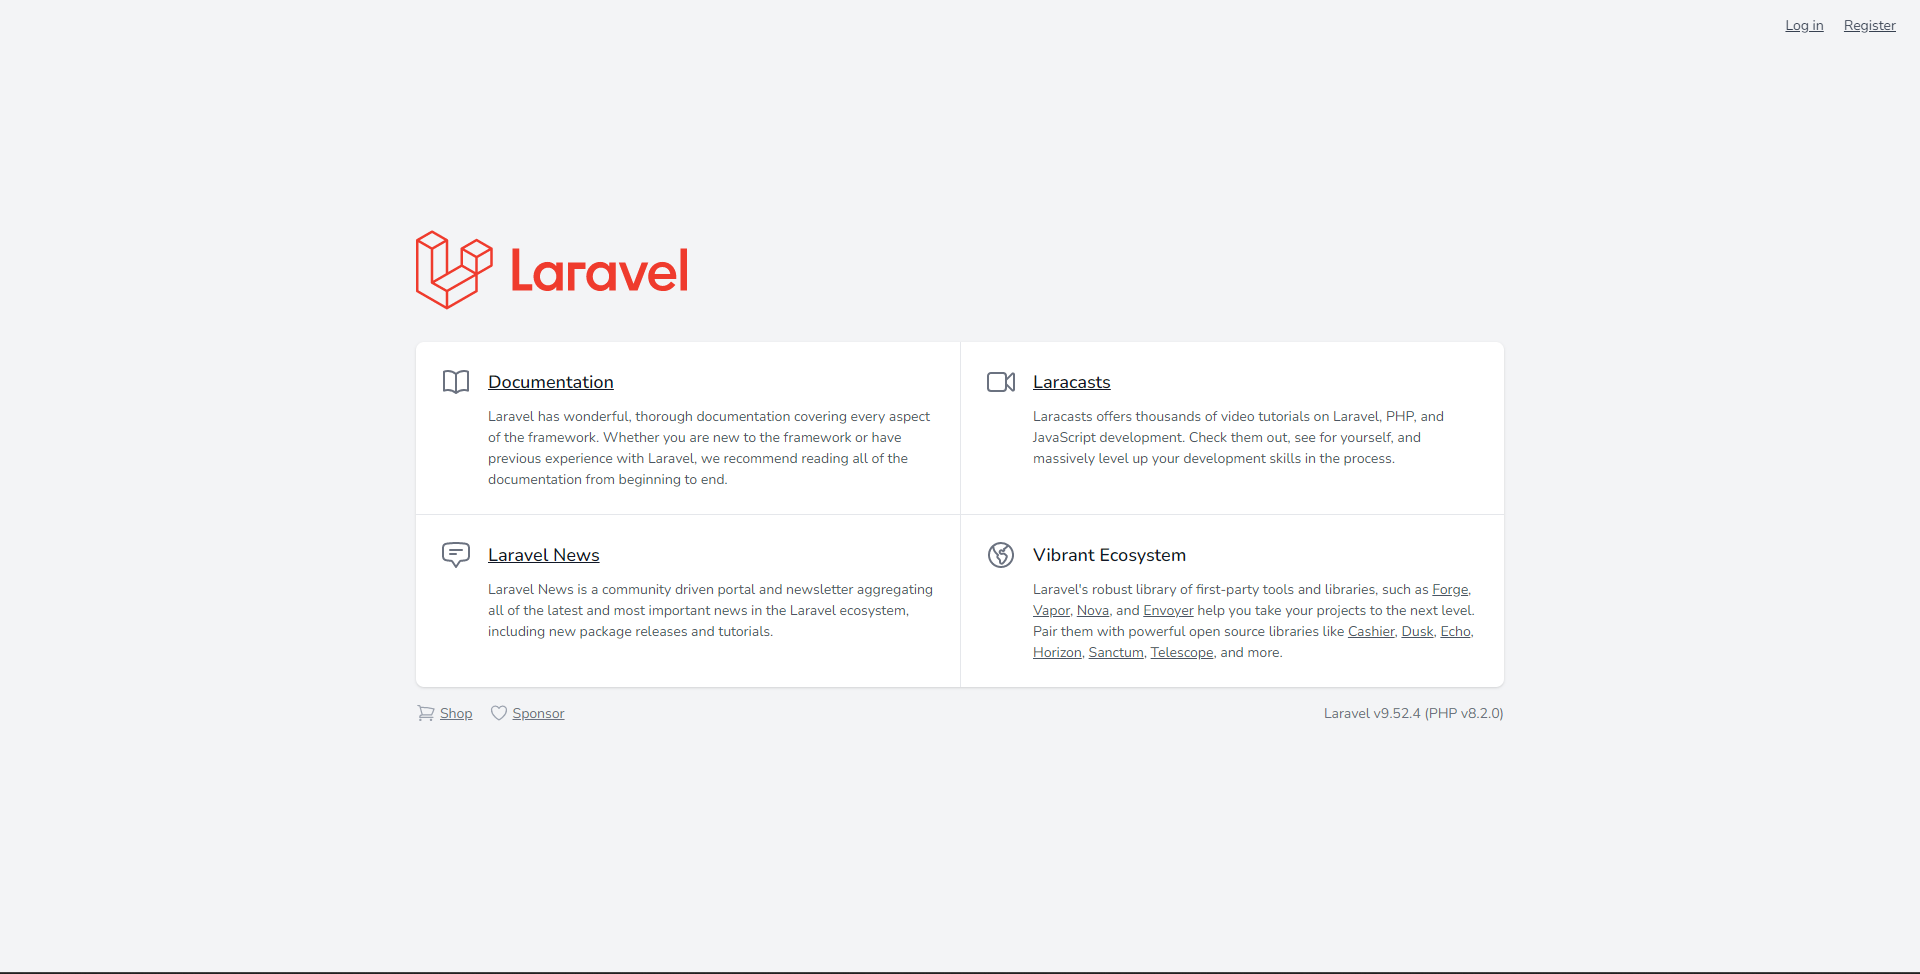 Log in Register
Laravel
Documentation
Laravel has wonderful, thorough documentation covering every aspect
of the framework. Whether you are new to the framework or have
previous experience with Laravel, we recommend reading all of the
documentation from beginning to end.
Laracasts
Laracasts offers thousands of video tutorials on Laravel, PHP, and
JavaScript development. Check them out, see for yourself, and
massively level up your development skills in the process.
Laravel News
Laravel News is a community driven portal and newsletter aggregating
all of the latest and most important news in the Laravel ecosystem,
including new package releases and tutorials.
Vibrant Ecosystem
Laravel's robust library of first-party tools and libraries, such as Forge,
Vapor, Nova, and Envoyer help you take your projects to the next level.
Pair them with powerful open source libraries like Cashier, Dusk, Echo,
Horizon, Sanctum, Telescope, and more.
Shop Sponsor
Laravel v9.52.4 (PHP v8.2.0)